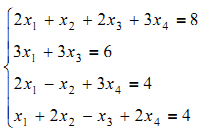 2x₁ + x₂ + 2x₃ + 3x₄ = 8
3x₁ + 3x₃ = 6
2x₁ − x₂ + 3x₄ = 4
x₁ + 2x₂ − x₃ + 2x₄ = 4